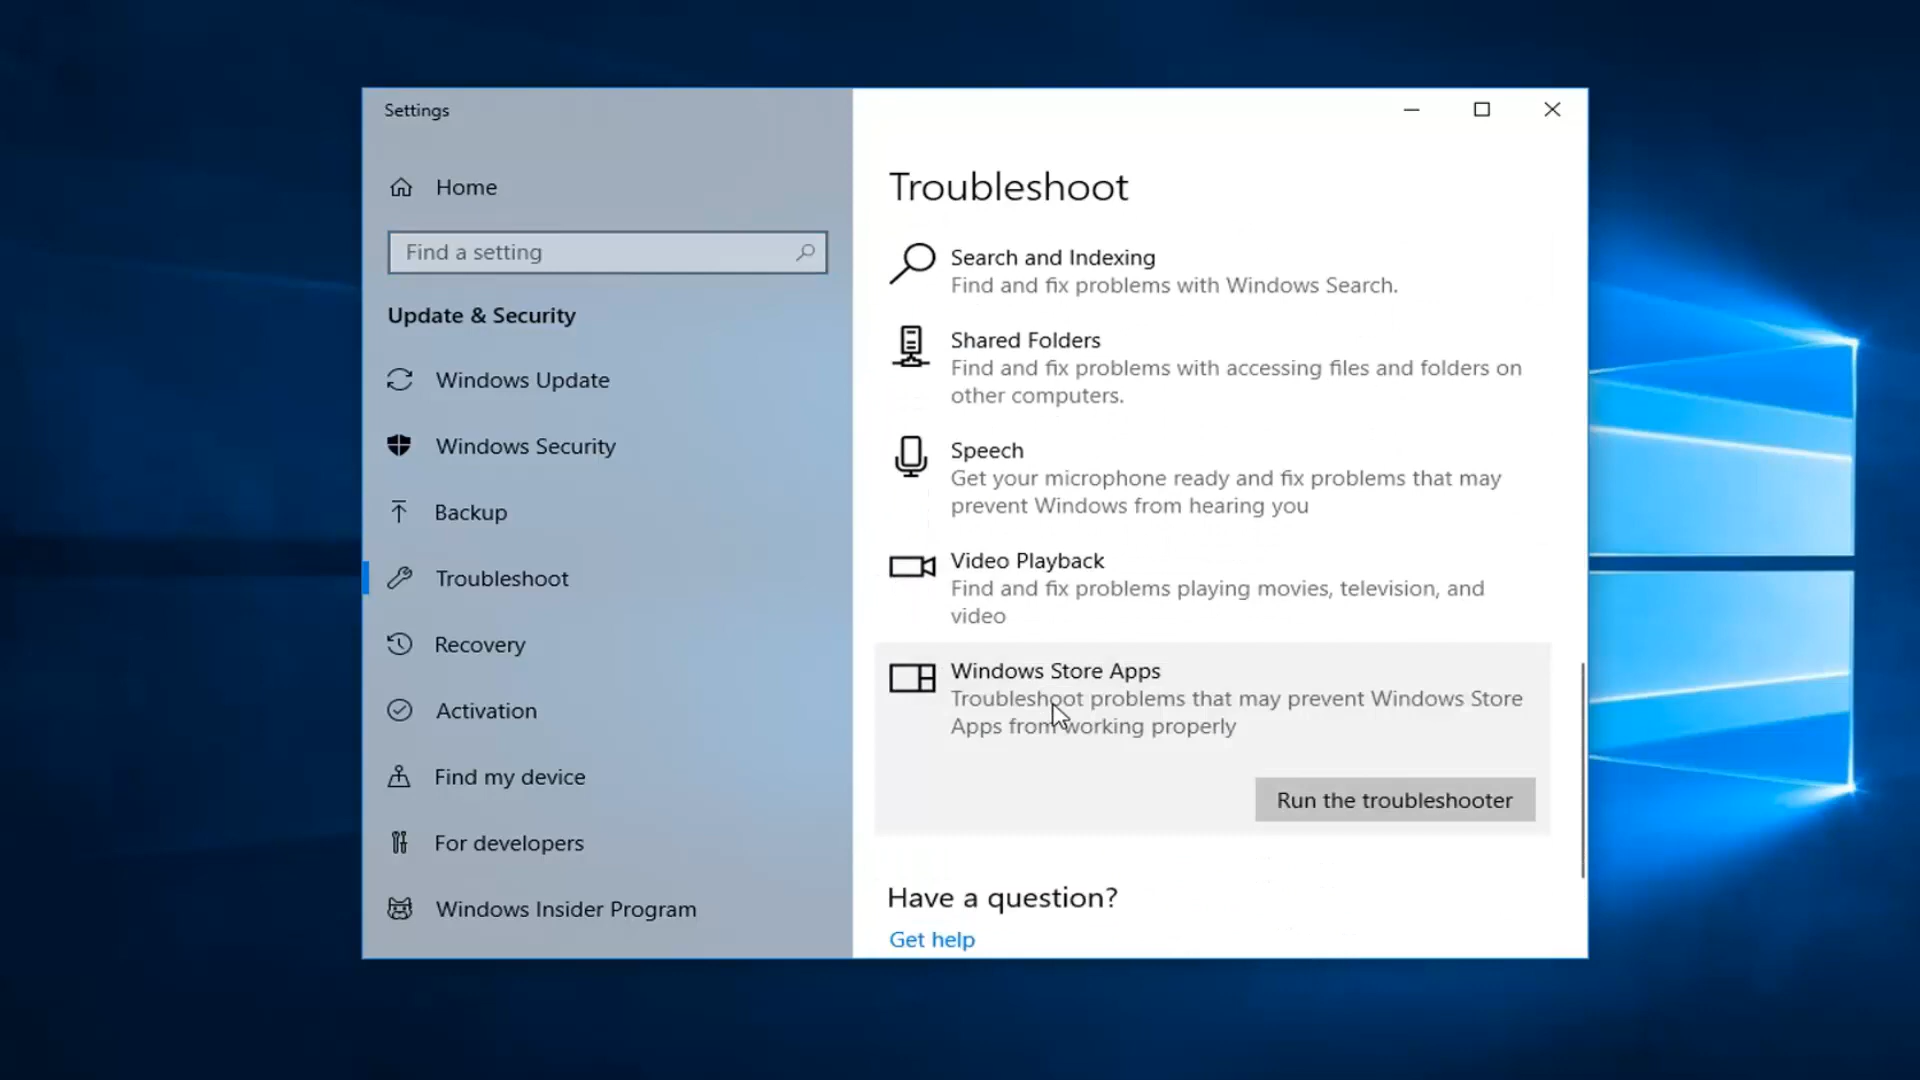 Settings
Home
Find a setting
Update & Security
Windows Update
Windows Security
Backup
Troubleshoot
Recovery
Activation
Find my device
For developers
Windows Insider Program
Troubleshoot
Search and Indexing
Find and fix problems with Windows Search.
Shared Folders
Find and fix problems with accessing files and folders on
other computers.
Speech
Get your microphone ready and fix problems that may
prevent Windows from hearing you
Video Playback
Find and fix problems playing movies, television, and
video
Windows Store Apps
Troubleshoot problems that may prevent Windows Store
Apps from working properly
Run the troubleshooter
Have a question?
Get help